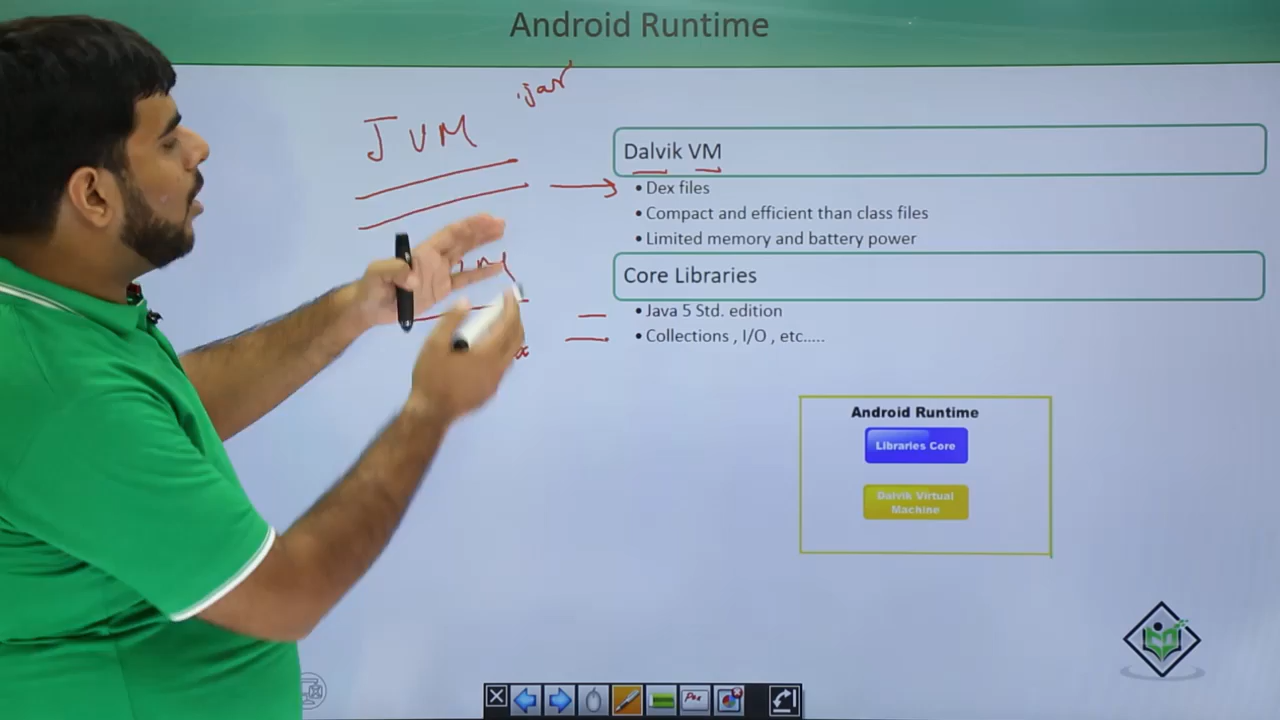 Android Runtime
.jar
JVM
Dalvik VM
• Dex files
• Compact and efficient than class files
• Limited memory and battery power
Core Libraries
• Java 5 Std. edition
• Collections , I/O , etc.....
Android Runtime
Libraries Core
Dalvik Virtual
Machine